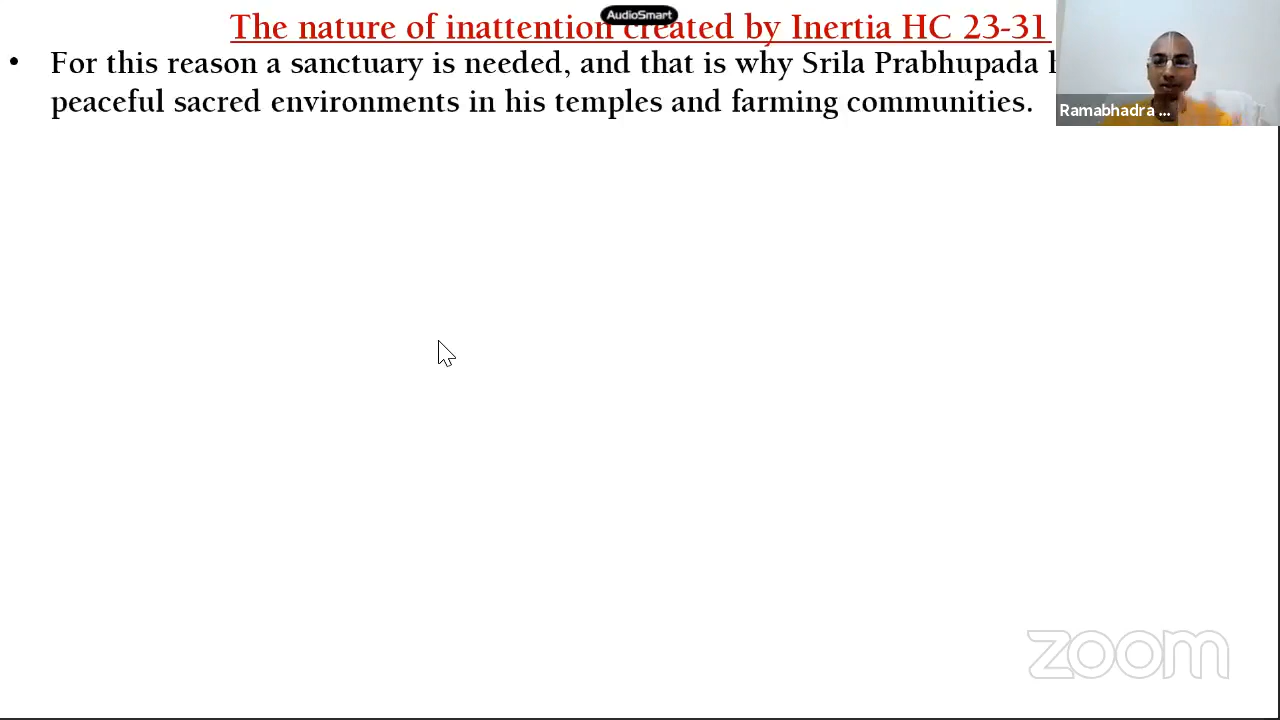 AudioSmart
The nature of inattention created by Inertia HC 23-31
• For this reason a sanctuary is needed, and that is why Srila Prabhupada
peaceful sacred environments in his temples and farming communities.
Ramabhadra ...
zoom